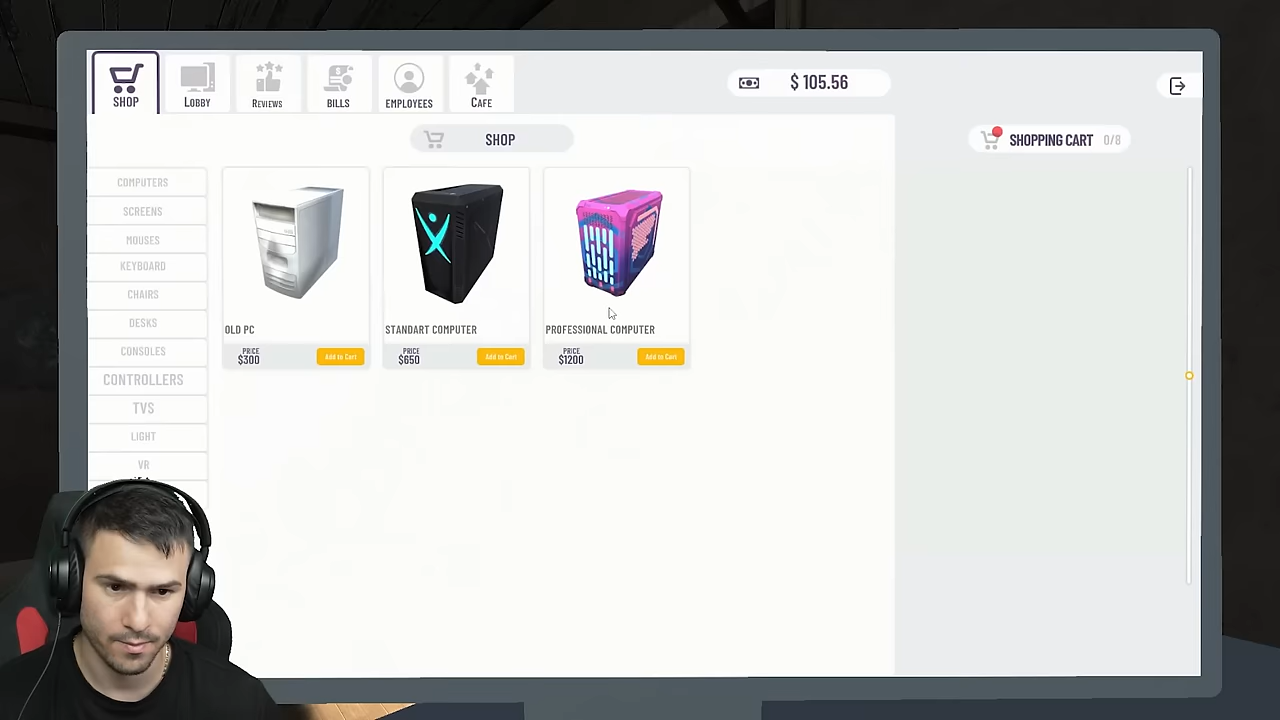 SHOP
LOBBY
REVIEWS
BILLS
EMPLOYEES
CAFE
$ 105.56
SHOP
SHOPPING CART 0/8
COMPUTERS
SCREENS
MOUSES
KEYBOARD
CHAIRS
DESKS
CONSOLES
CONTROLLERS
TVS
LIGHT
VR
OLD PC
PRICE
$300
Add to Cart
STANDART COMPUTER
PRICE
$650
Add to Cart
PROFESSIONAL COMPUTER
PRICE
$1200
Add to Cart